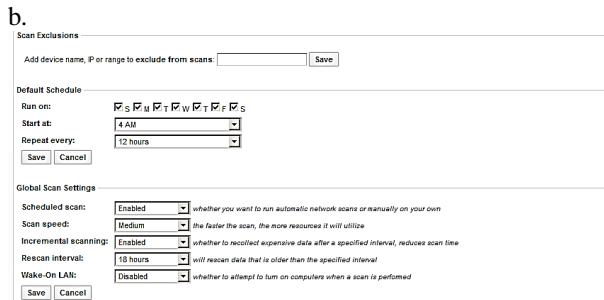 b.
Scan Exclusions
Add device name, IP or range to exclude from scans: Save
Default Schedule
Run on: S M T W T F S
Start at: 4 AM
Repeat every: 12 hours
Save Cancel
Global Scan Settings
Scheduled scan: Enabled whether you want to run automatic network scans or manually on your own
Scan speed: Medium the faster the scan, the more resources it will utilize
Incremental scanning: Enabled whether to recollect expensive data after a specified interval, reduces scan time
Rescan interval: 18 hours will rescan data that is older than the specified interval
Wake-On LAN: Disabled whether to attempt to turn on computers when a scan is performed
Save Cancel